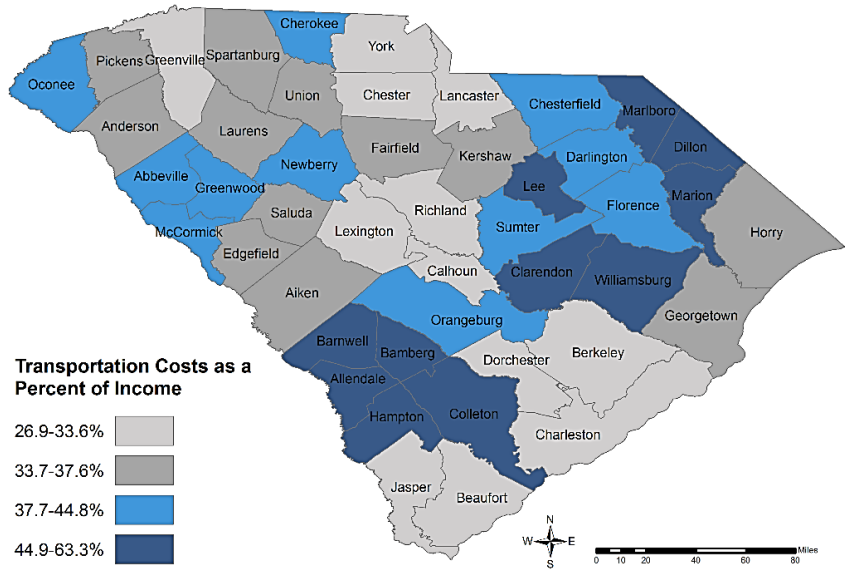 Cherokee
York
Pickens
Greenville
Spartanburg
Oconee
Union
Chester
Lancaster
Chesterfield
Marlboro
Anderson
Laurens
Fairfield
Kershaw
Darlington
Dillon
Abbeville
Greenwood
Newberry
Lee
Marion
Saluda
Richland
Florence
McCormick
Lexington
Sumter
Horry
Edgefield
Calhoun
Clarendon
Williamsburg
Aiken
Orangeburg
Georgetown
Barnwell
Bamberg
Dorchester
Berkeley
Allendale
Hampton
Colleton
Charleston
Jasper
Beaufort
Transportation Costs as a
Percent of Income
26.9-33.6%
33.7-37.6%
37.7-44.8%
44.9-63.3%
N
W E
S
Miles
0 10 20 40 60 80